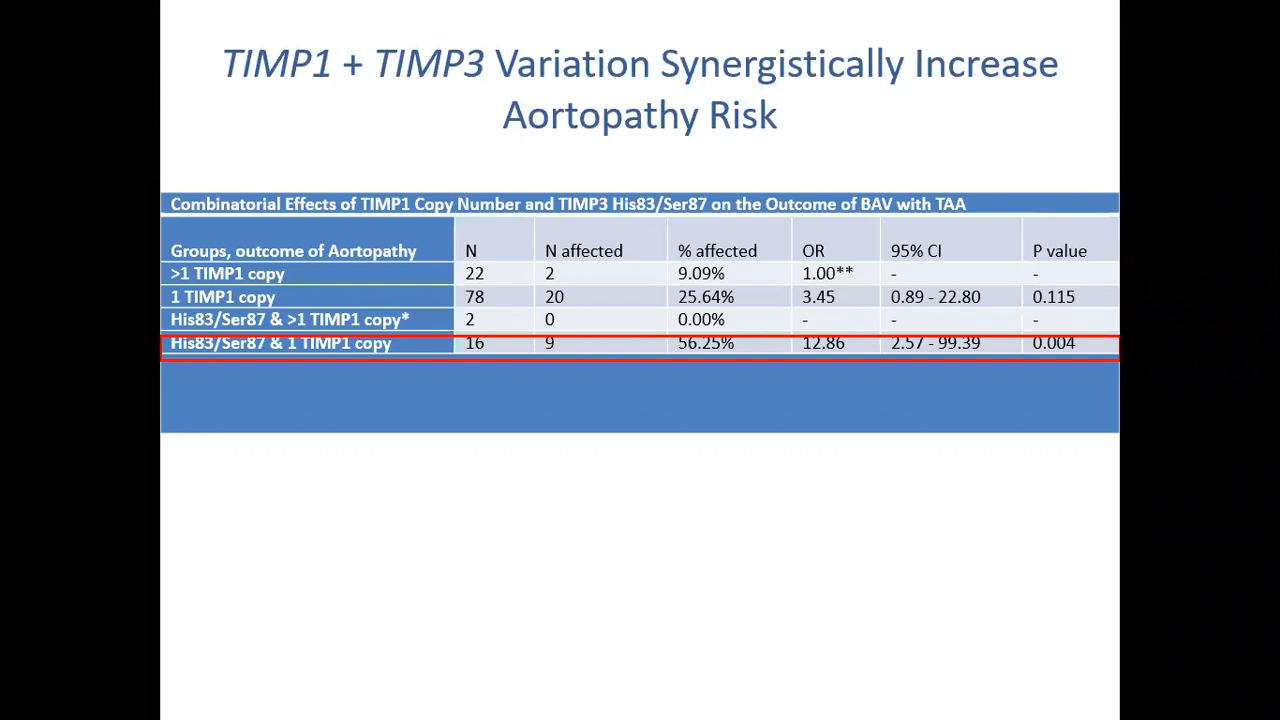 TIMP1 + TIMP3 Variation Synergistically Increase
Aortopathy Risk
Combinatorial Effects of TIMP1 Copy Number and TIMP3 His83/Ser87 on the Outcome of BAV with TAA
Groups, outcome of Aortopathy N N affected % affected OR 95% CI P value
>1 TIMP1 copy 22 2 9.09% 1.00** - -
1 TIMP1 copy 78 20 25.64% 3.45 0.89 - 22.80 0.115
His83/Ser87 & >1 TIMP1 copy* 2 0 0.00% - - -
His83/Ser87 & 1 TIMP1 copy 16 9 56.25% 12.86 2.57 - 99.39 0.004